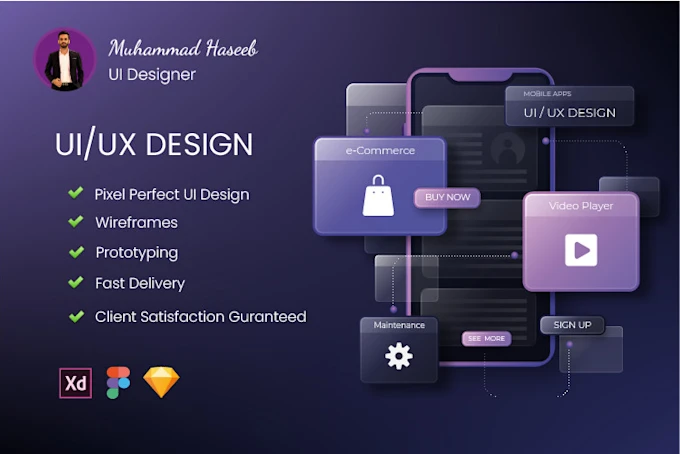 Muhammad Haseeb
UI Designer
UI/UX DESIGN
Pixel Perfect UI Design
Wireframes
Prototyping
Fast Delivery
Client Satisfaction Guranteed
Xd
MOBILE APPS
UI / UX DESIGN
e-Commerce
BUY NOW
Video Player
Maintenance
SIGN UP
SEE MORE